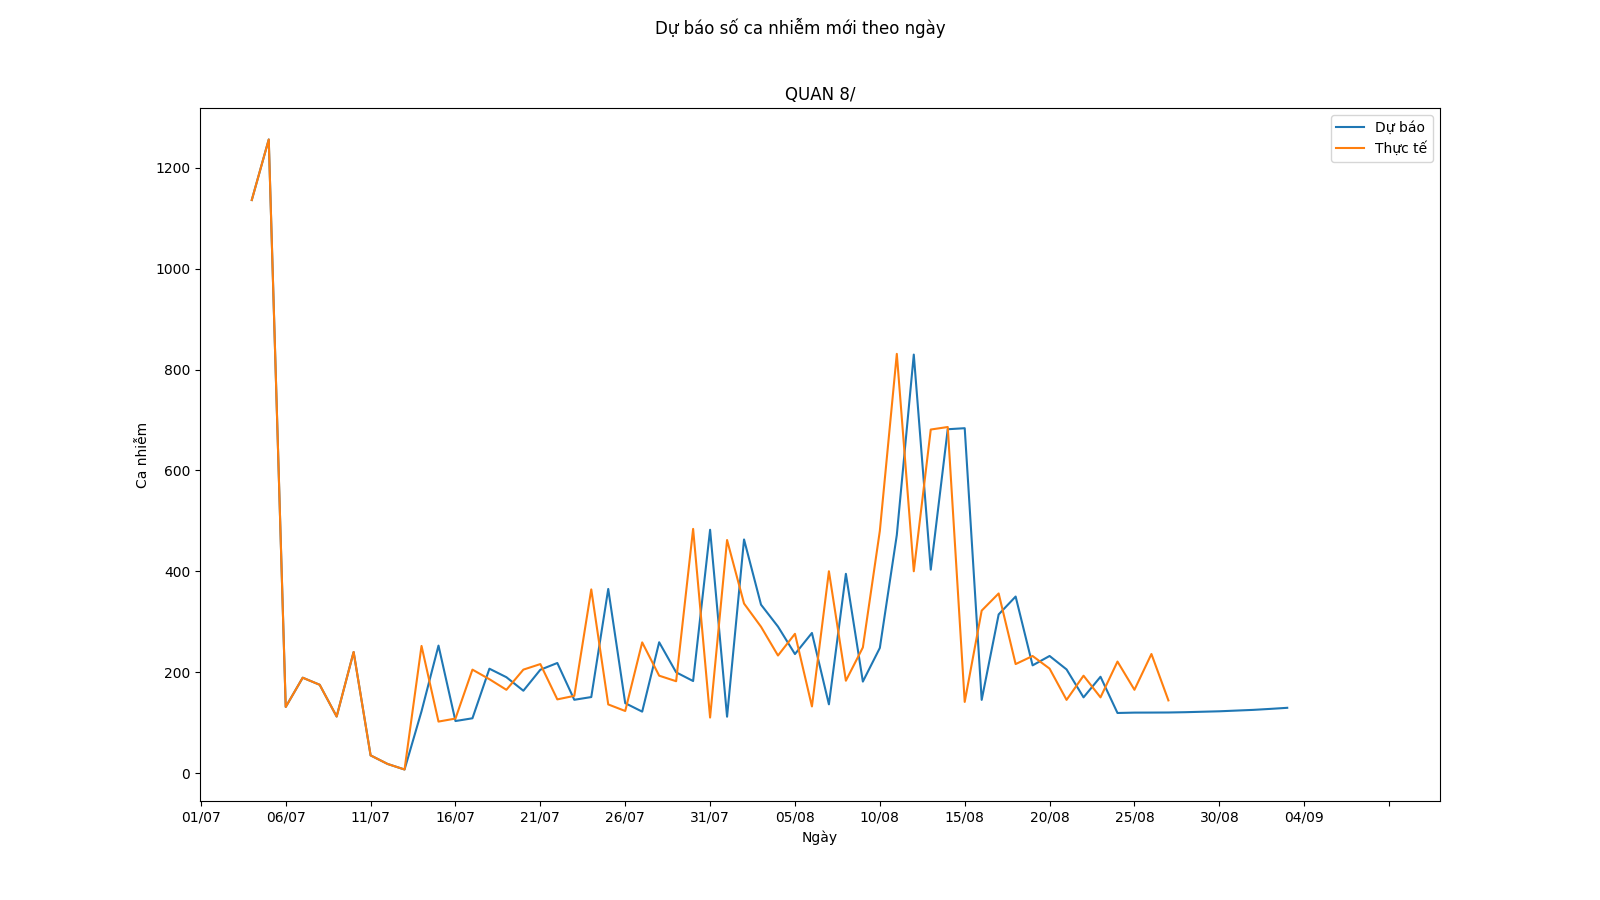 Dự báo số ca nhiễm mới theo ngày
QUAN 8/
Dự báo
Thực tế
1200
1000
800
600
400
200
0
Ca nhiễm
01/07 06/07 11/07 16/07 21/07 26/07 31/07 05/08 10/08 15/08 20/08 25/08 30/08 04/09
Ngày